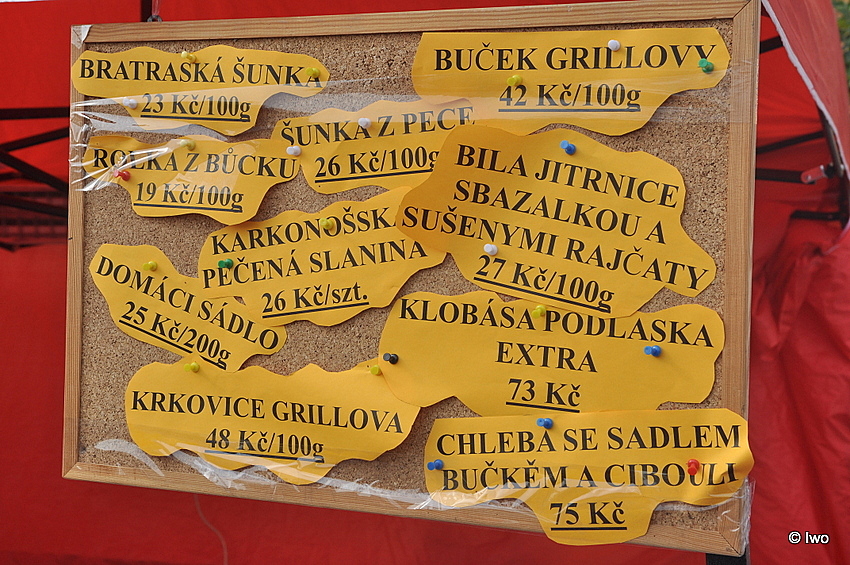 BRATRASKÁ ŠUNKA
23 Kč/100g
BUČEK GRILLOVY
42 Kč/100g
ŠUNKA Z PECE
26 Kč/100g
ROLKA Z BŮCKU
19 Kč/100g
BILA JITRNICE
SBAZALKOU A
SUŠENYMI RAJČATY
27 Kč/100g
KARKONOŠSKA
PEČENÁ SLANINA
26 Kč/szt.
DOMÁCI SÁDLO
25 Kč/200g
KLOBÁSA PODLASKA
EXTRA
73 Kč
KRKOVICE GRILLOVA
48 Kč/100g
CHLEBA SE SADLEM
BUČKĚM A CIBOULI
75 Kč
© Iwo